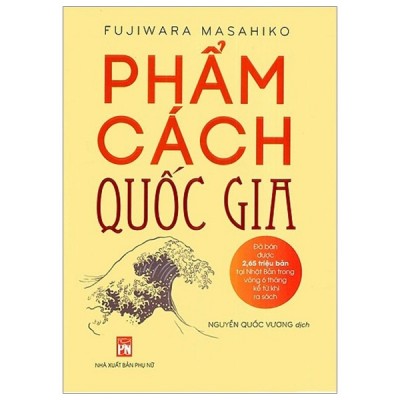 FUJIWARA MASAHIKO
PHẨM
CÁCH
QUỐC GIA
Đã bán
được
2,65 triệu bản
tại Nhật Bản trong
vòng 6 tháng
kể từ khi
ra sách
NGUYỄN QUỐC VƯƠNG dịch
PN
NHÀ XUẤT BẢN PHỤ NỮ